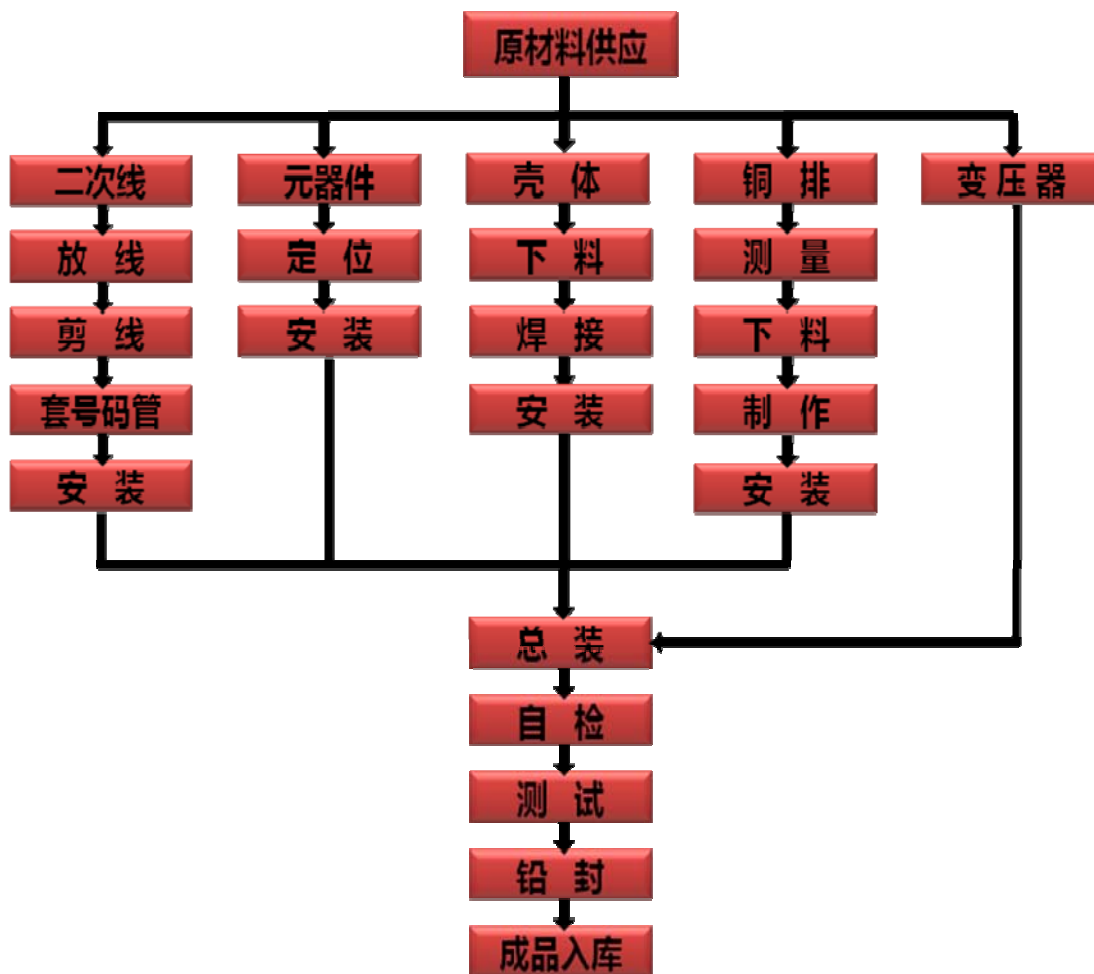 原材料供应
二次线
元器件
壳 体
铜 排
变 压 器
放 线
定 位
下 料
测 量
剪 线
安 装
焊 接
下 料
套号码管
安 装
制 作
安 装
安 装
总 装
自 检
测 试
铅 封
成品入库